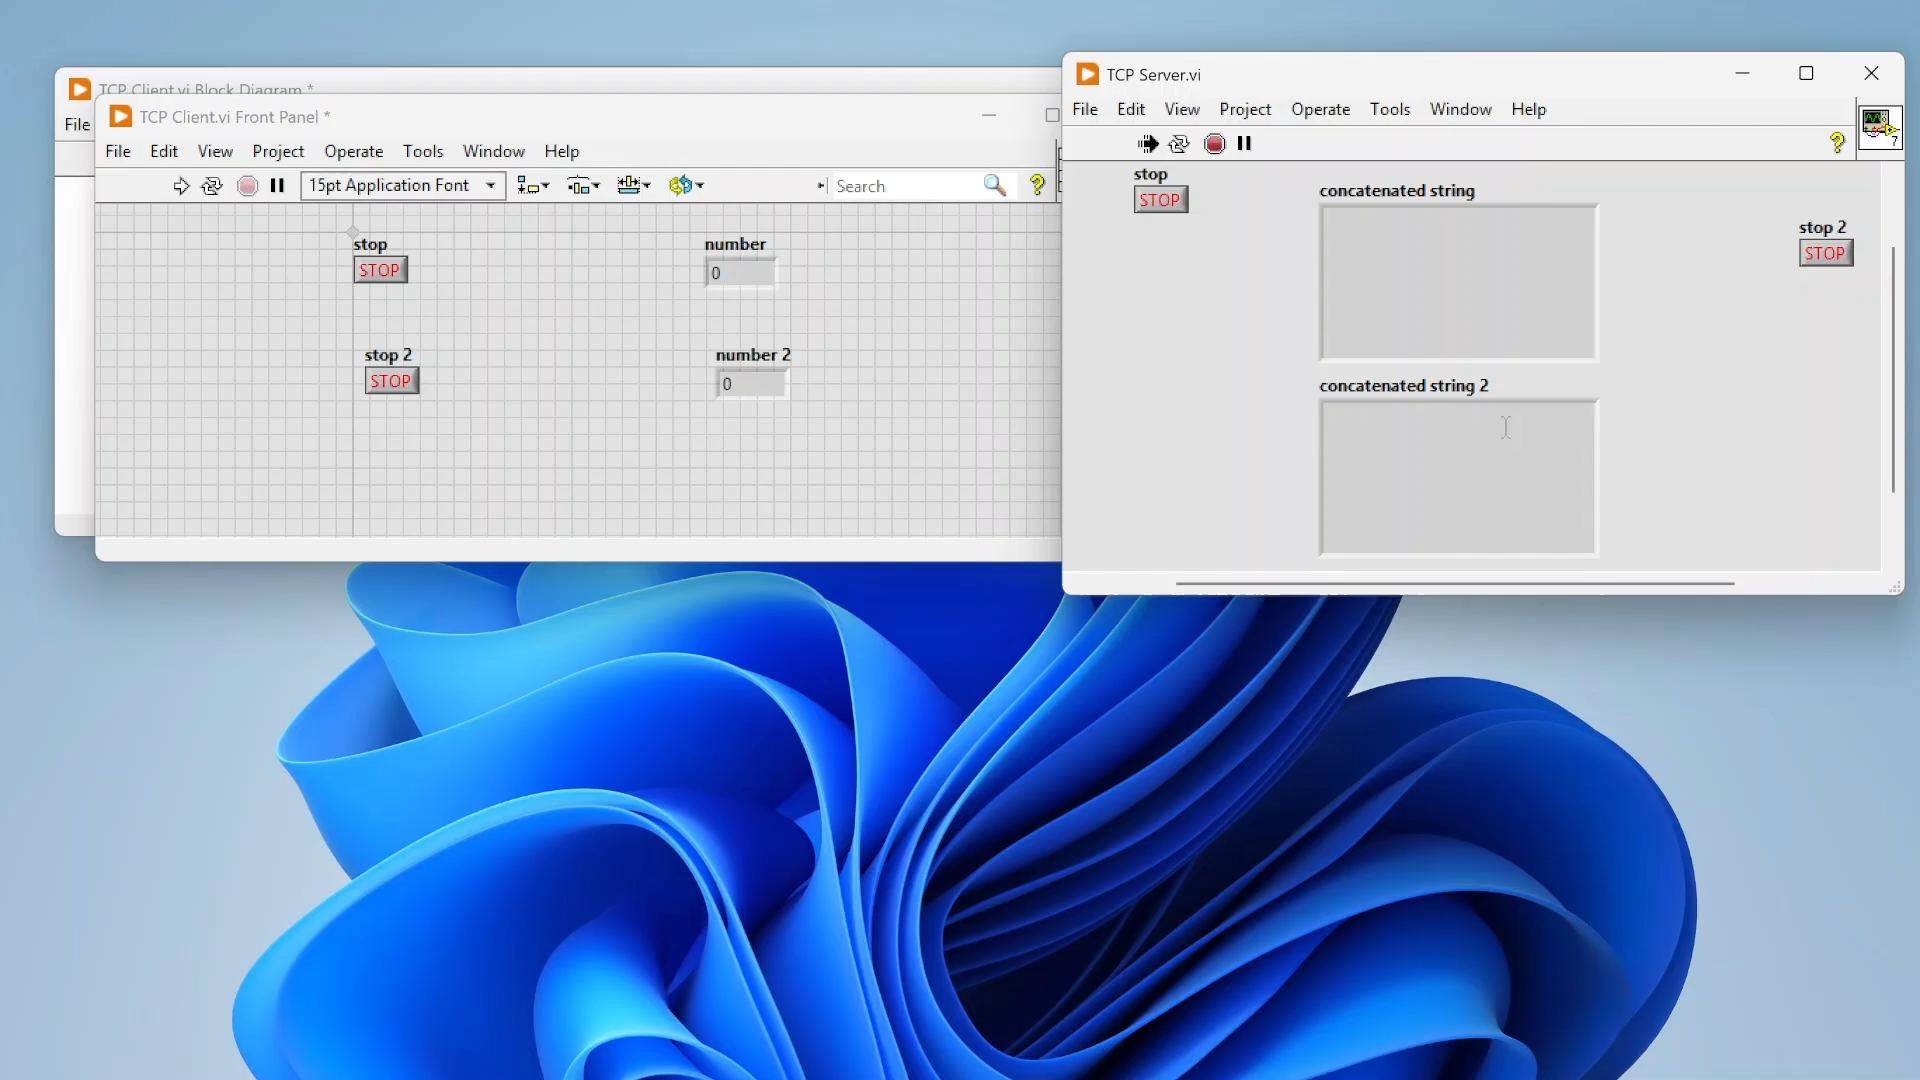 TCP Client.vi Block Diagram *
File
TCP Client.vi Front Panel *
File Edit View Project Operate Tools Window Help
15pt Application Font
Search
?
stop
STOP
number
0
stop 2
STOP
number 2
0
TCP Server.vi
File Edit View Project Operate Tools Window Help
?
7
stop
STOP
concatenated string
stop 2
STOP
concatenated string 2